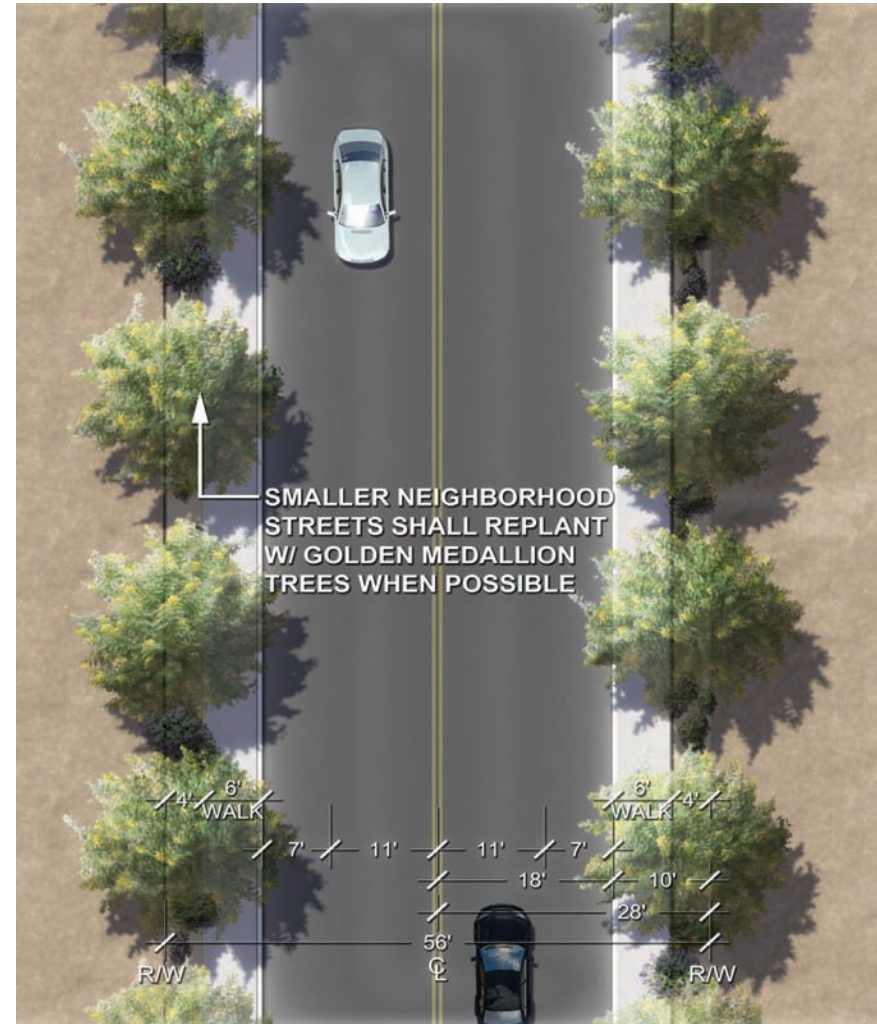 SMALLER NEIGHBORHOOD
STREETS SHALL REPLANT
W/ GOLDEN MEDALLION
TREES WHEN POSSIBLE
4' 6' 6' 4'
WALK WALK
7' 11' 11' 7'
18' 10'
28'
56'
R/W ℄ R/W